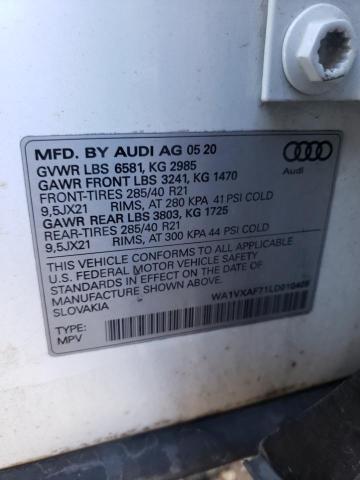 MFD. BY AUDI AG 05 20
GVWR LBS 6581, KG 2985
GAWR FRONT LBS 3241, KG 1470
FRONT-TIRES 285/40 R21
9,5JX21 RIMS, AT 280 KPA 41 PSI COLD
GAWR REAR LBS 3803, KG 1725
REAR-TIRES 285/40 R21
9,5JX21 RIMS, AT 300 KPA 44 PSI COLD
Audi
THIS VEHICLE CONFORMS TO ALL APPLICABLE
U.S. FEDERAL MOTOR VEHICLE SAFETY
STANDARDS IN EFFECT ON THE DATE OF
MANUFACTURE SHOWN ABOVE.
SLOVAKIA
WA1VXAF71LD010409
TYPE:
MPV